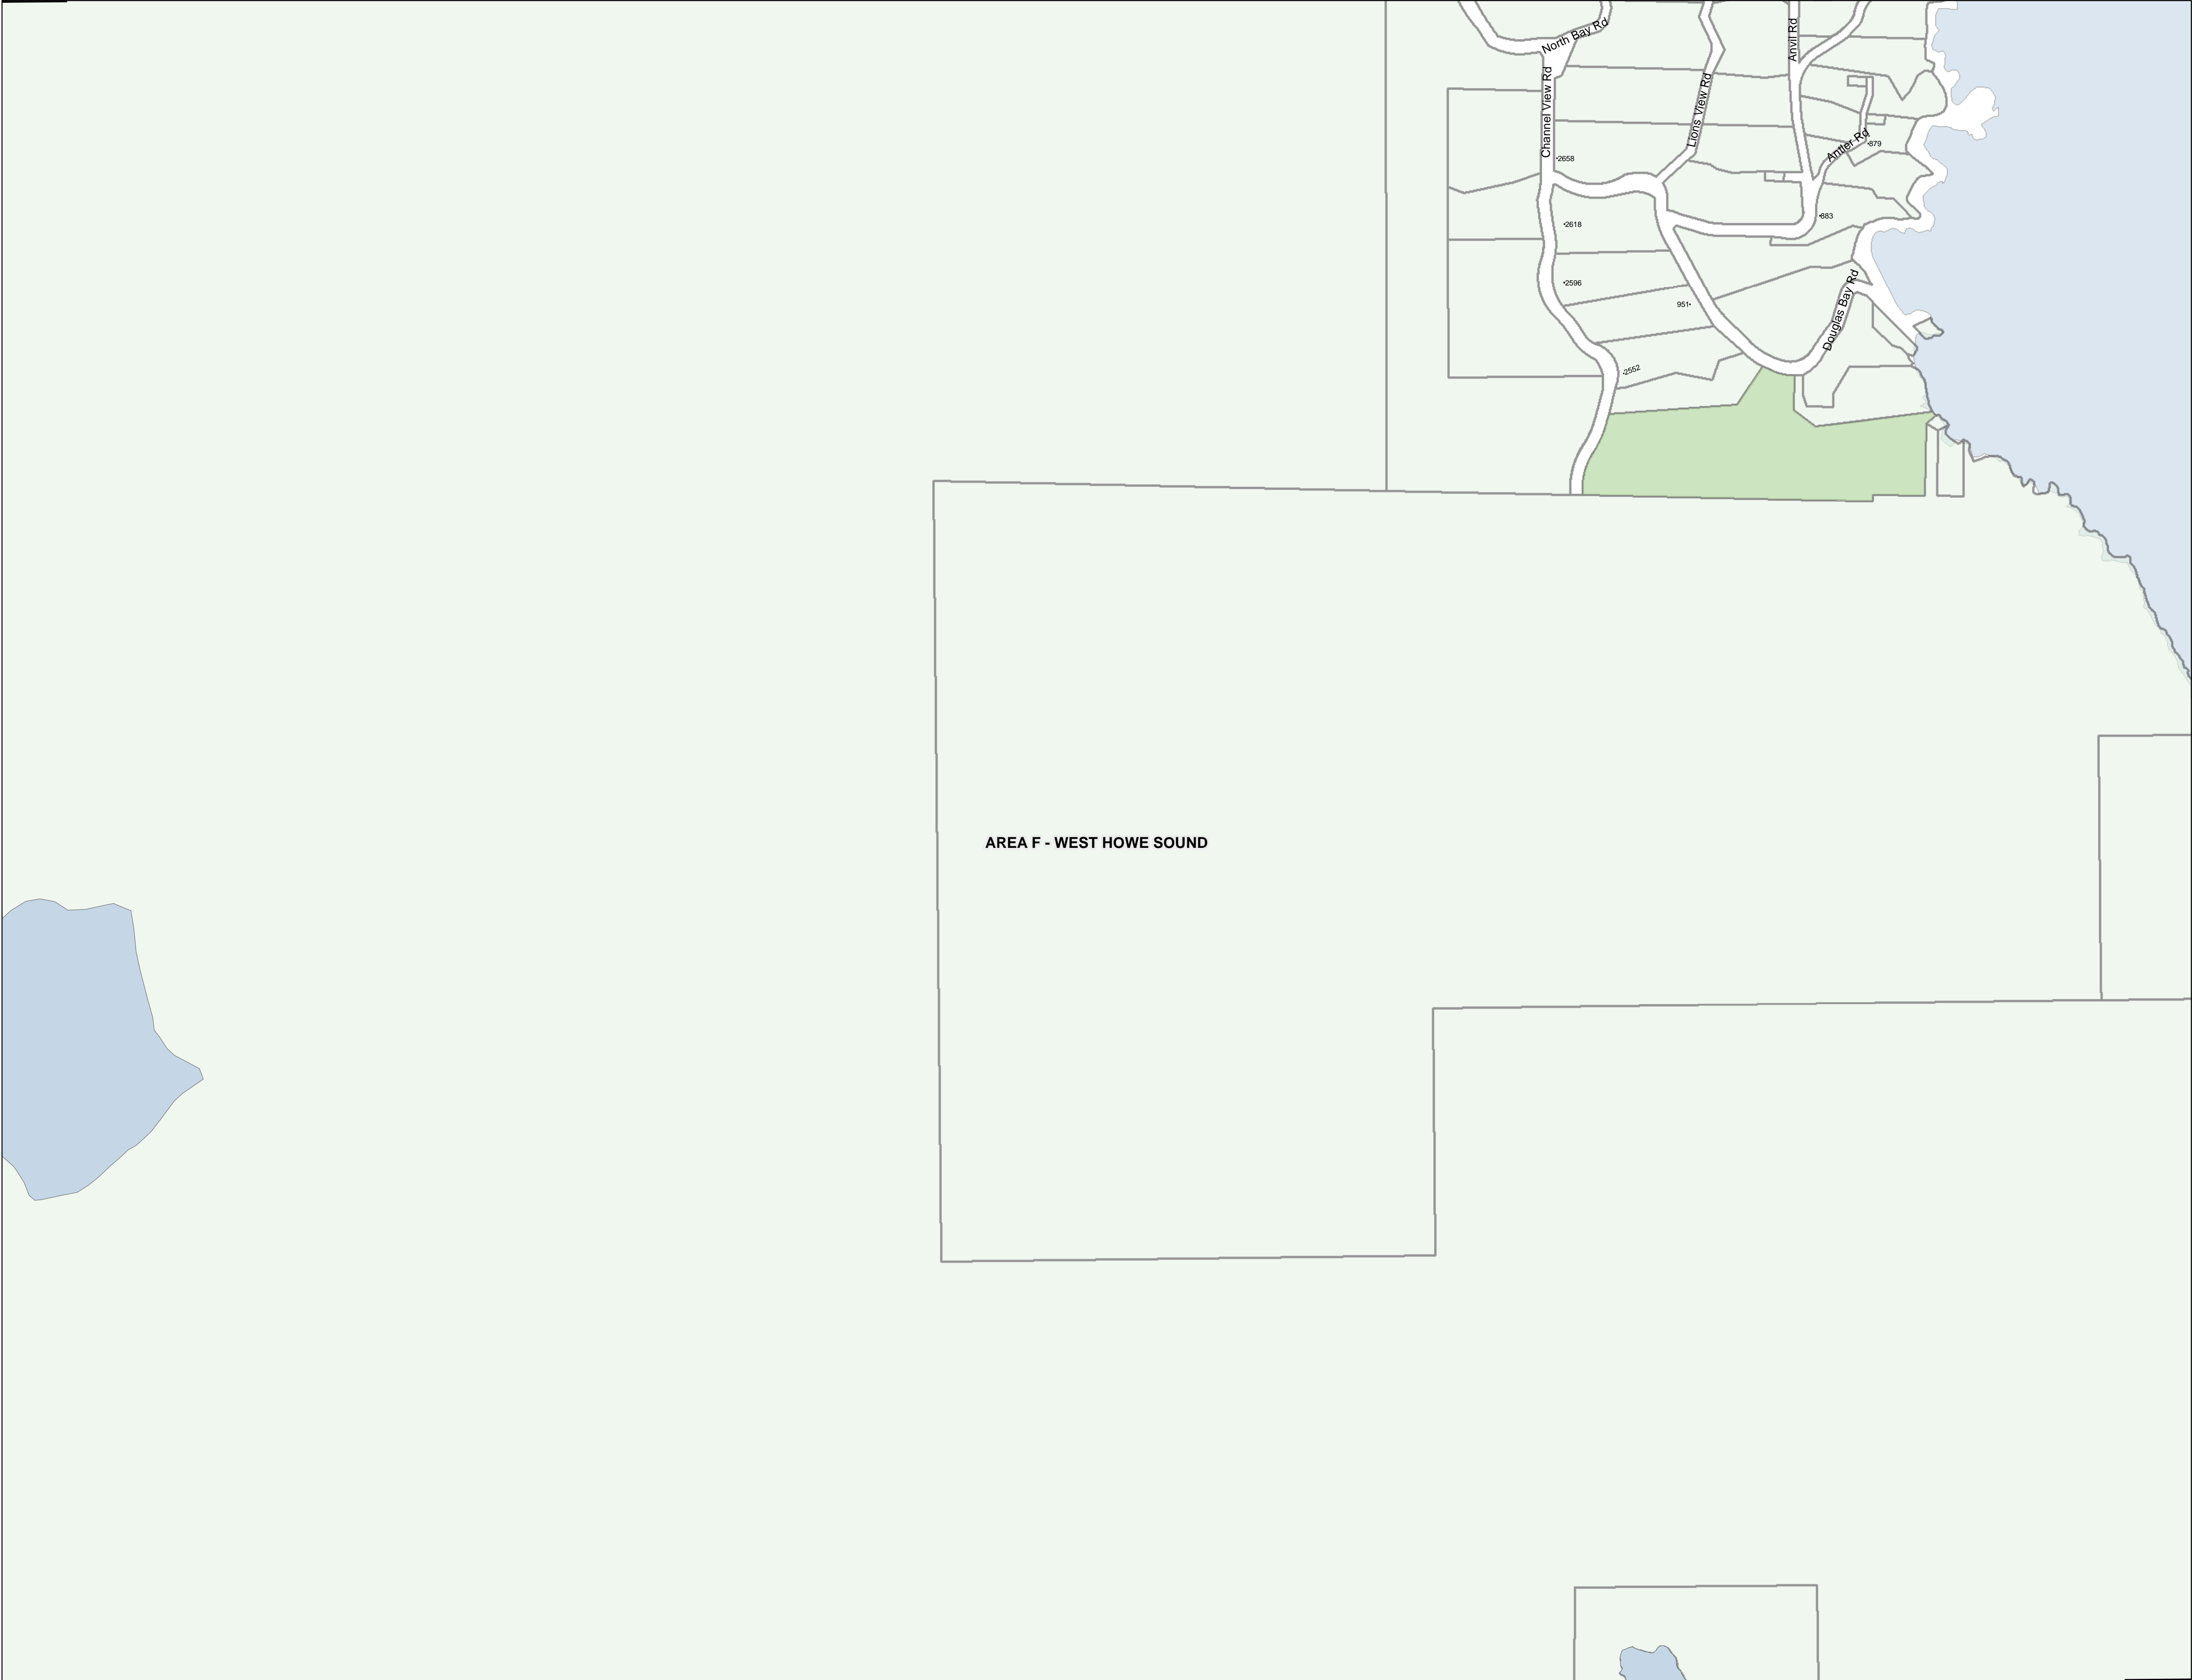 North Bay Rd
Anvil Rd
Channel View Rd
Lions View Rd
Antler Rd
879
2658
883
2618
2596
951
Douglas Bay Rd
2552
AREA F - WEST HOWE SOUND